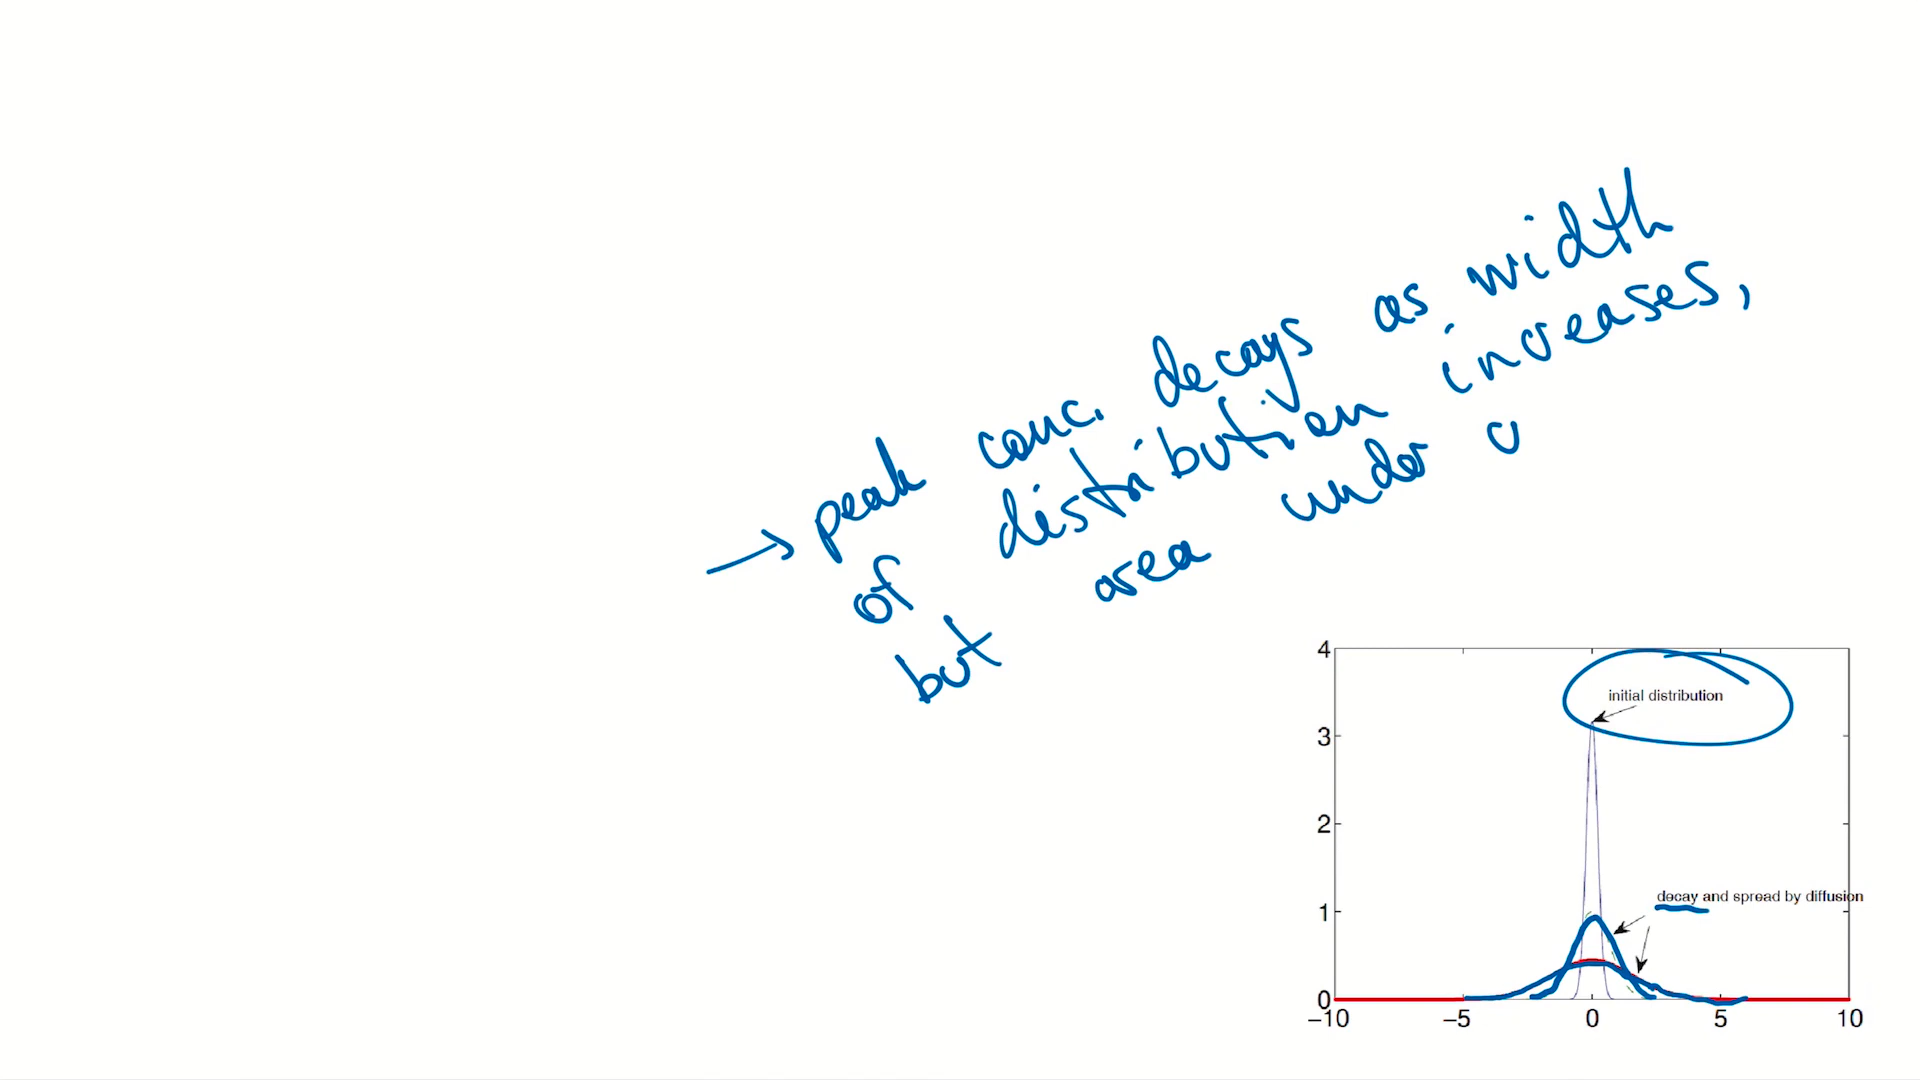 → peak conc. decays as width
of distribution increases,
but area under c
4
initial distribution
3
2
decay and spread by diffusion
1
0
−10 −5 0 5 10